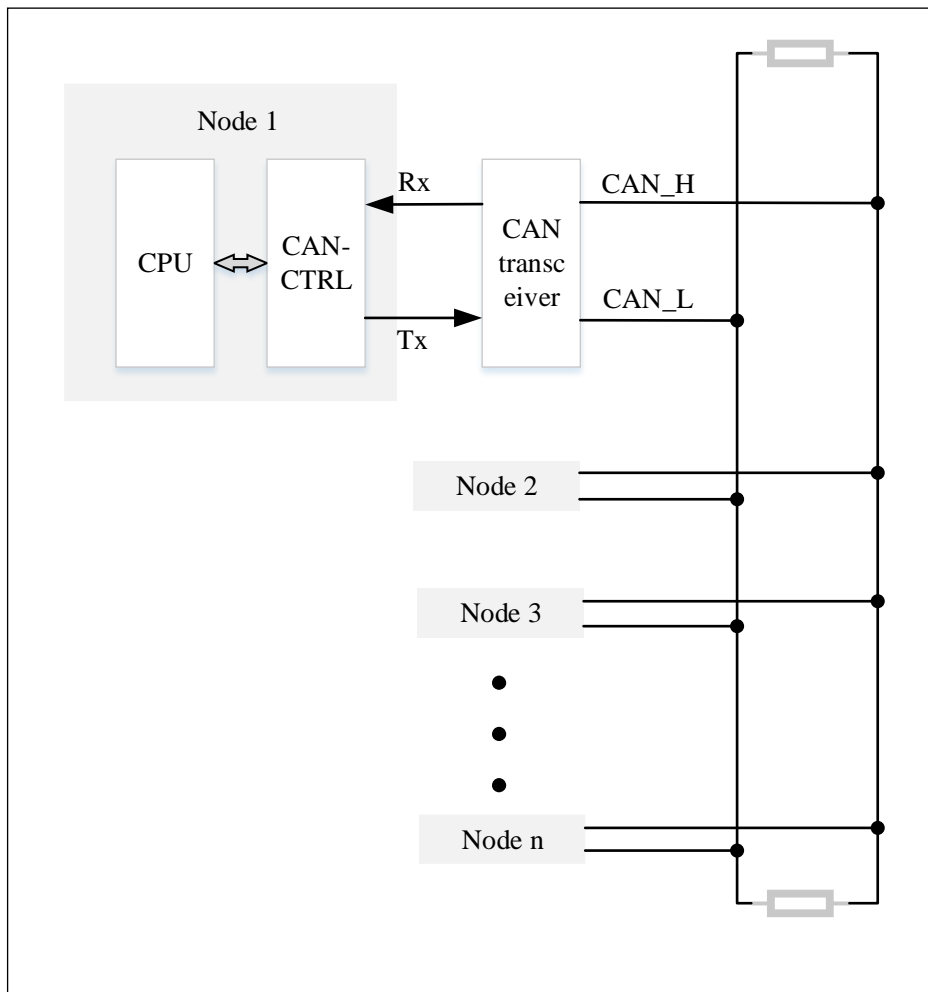 Node 1
CPU
CAN-
CTRL
Rx
Tx
CAN
transc
eiver
CAN_H
CAN_L
Node 2
Node 3
Node n